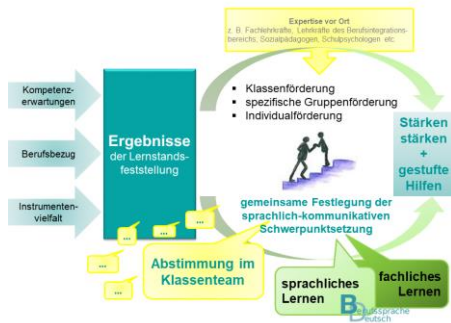 Expertise vor Ort
z. B. Fachlehrkräfte, Lehrkräfte des Berufsintegrations-
bereichs, Sozialpädagogen, Schulpsychologen etc.
Kompetenz-
erwartungen
Berufsbezug
Instrumenten-
vielfalt
Ergebnisse
der Lernstands-
feststellung
▪ Klassenförderung
▪ spezifische Gruppenförderung
▪ Individualförderung
Stärken
stärken
+
gestufte
Hilfen
gemeinsame Festlegung der
sprachlich-kommunikativen
Schwerpunktsetzung
...
...
...
...
...
Abstimmung im
Klassenteam
sprachliches
Lernen
fachliches
Lernen
Berufssprache
Deutsch